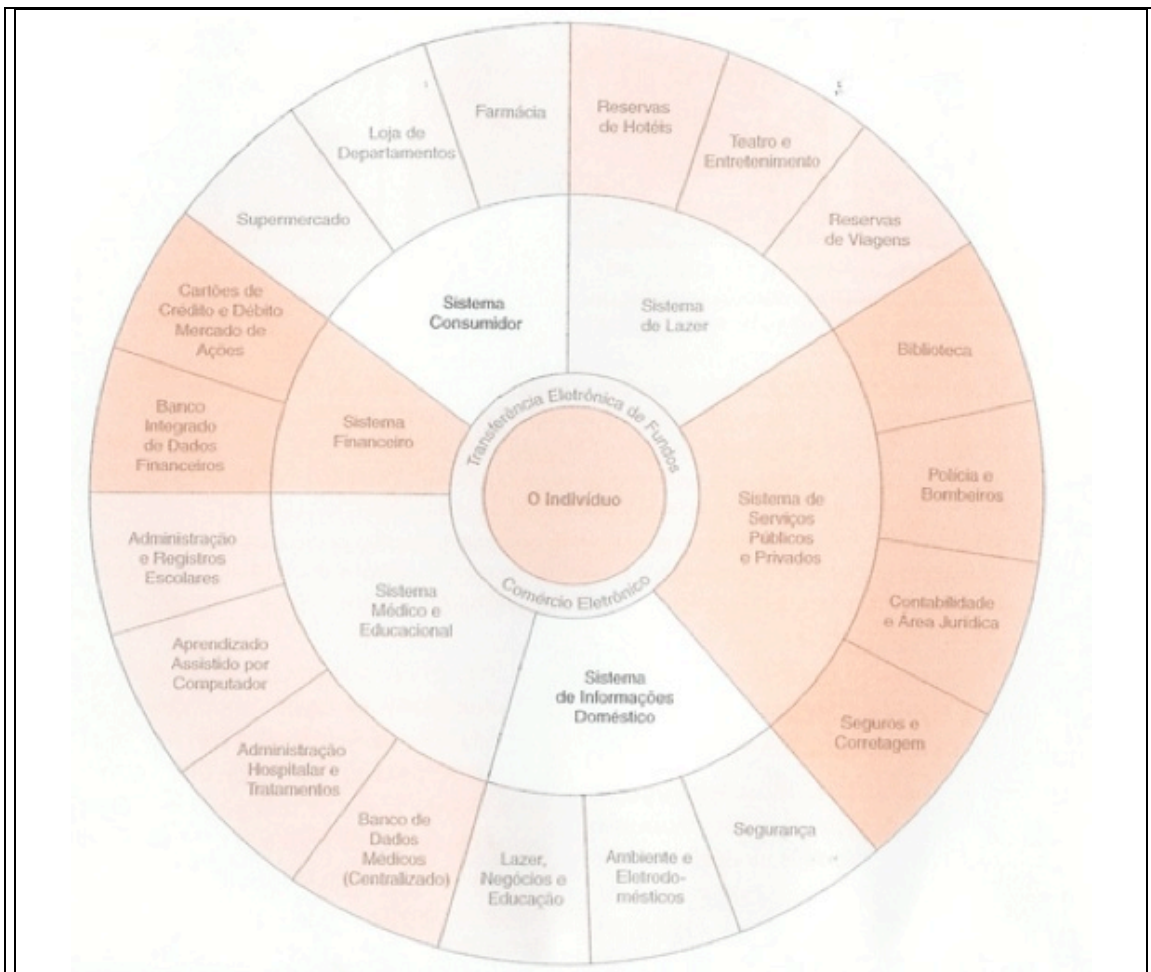 Farmácia
Reservas
de Hotéis
Loja de
Departamentos
Teatro e
Entretenimento
Supermercado
Reservas
de Viagens
Cartões de
Crédito e Débito
Mercado de
Ações
Sistema
Consumidor
Sistema
de Lazer
Biblioteca
Banco
Integrado
de Dados
Financeiros
Sistema
Financeiro
Transferência Eletrônica de Fundos
O Indivíduo
Comércio Eletrônico
Sistema de
Serviços
Públicos
e Privados
Polícia e
Bombeiros
Administração
e Registros
Escolares
Sistema
Médico e
Educacional
Contabilidade
e Área Jurídica
Aprendizado
Assistido por
Computador
Sistema
de Informações
Doméstico
Seguros e
Corretagem
Administração
Hospitalar e
Tratamentos
Banco de
Dados
Médicos
(Centralizado)
Lazer,
Negócios e
Educação
Ambiente e
Eletrodo-
mésticos
Segurança